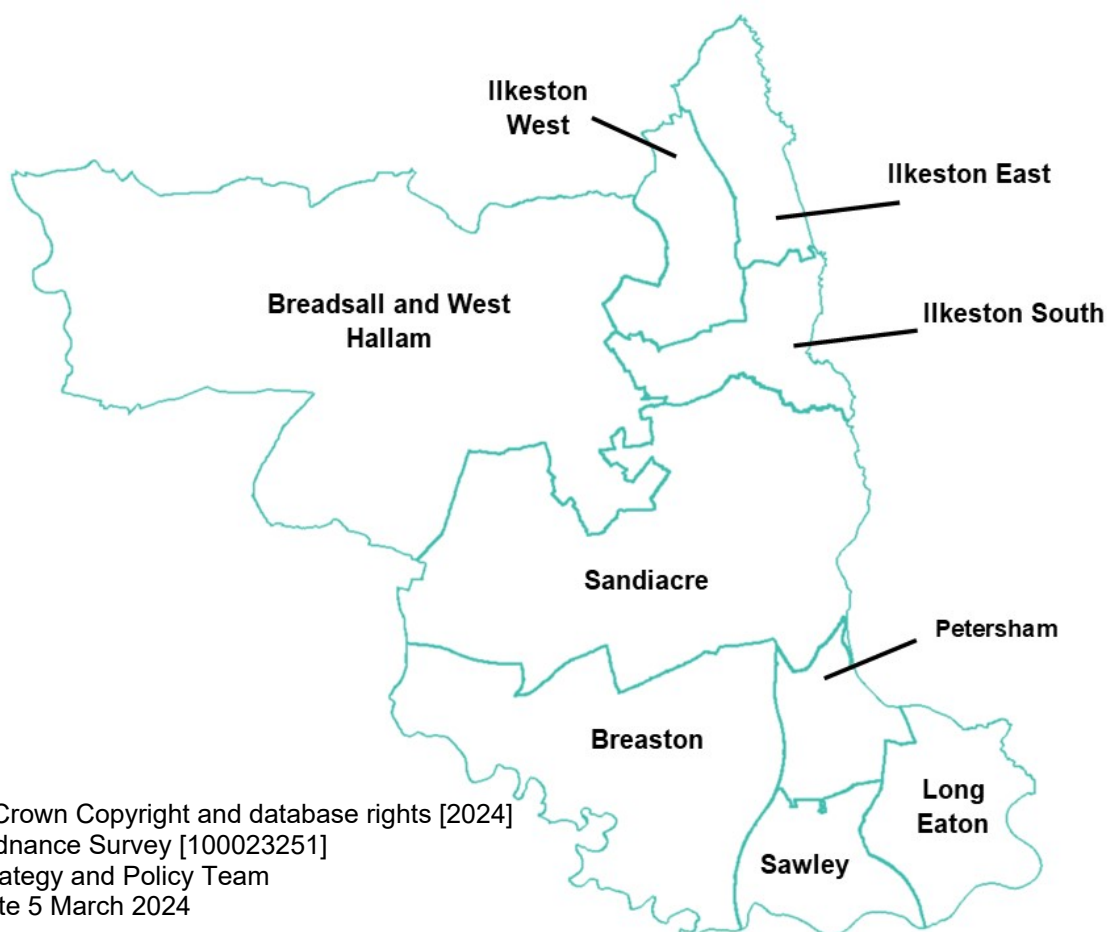 Ilkeston
West
Ilkeston East
Breadsall and West
Hallam
Ilkeston South
Sandiacre
Petersham
Breaston
Long
Eaton
Sawley
Crown Copyright and database rights [2024]
dnance Survey [100023251]
ategy and Policy Team
te 5 March 2024